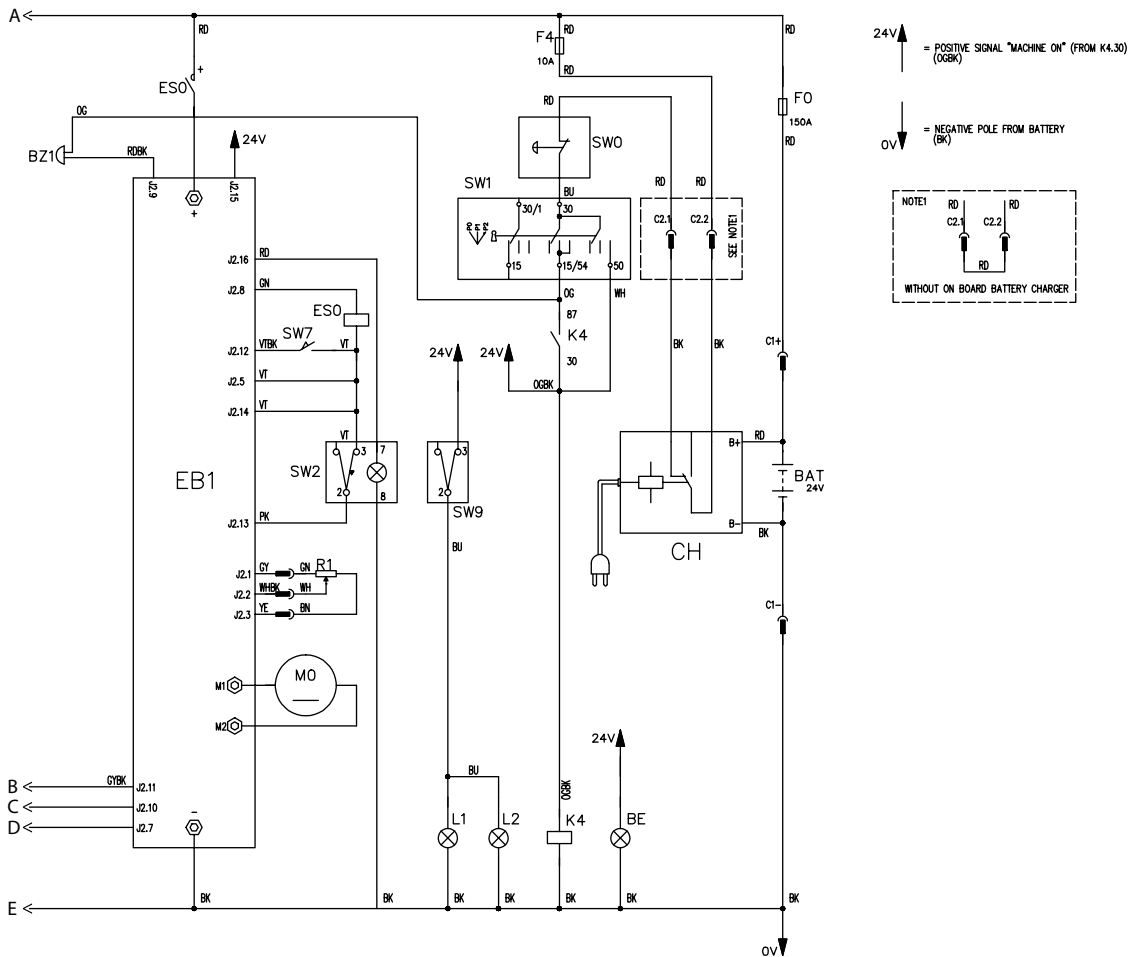 A
RD
RD
RD
F4
10A
RD
ES0
+
24V
= POSITIVE SIGNAL "MACHINE ON" (FROM K4.30)
(OGBK)
F0
150A
RD
OG
RD
RD
SW0
0V
= NEGATIVE POLE FROM BATTERY
(BK)
BZ1
RDBK
24V
J2.9
+
J2.15
SW1
BU
RD
RD
30/1
30
P0
P1
P2
C2.1
C2.2
SEE NOTE1
NOTE1
RD
RD
C2.1
C2.2
RD
WITHOUT ON BOARD BATTERY CHARGER
J2.16
RD
15
15/54
50
J2.8
GN
OG
WH
ES0
87
K4
30
SW7
J2.12
VTBK
VT
24V
24V
BK
BK
C1+
J2.5
VT
OGBK
J2.14
VT
VT
3
7
SW2
2
8
3
2
SW9
B+
RD
BAT
24V
EB1
J2.13
PK
B-
BK
CH
BU
J2.1
GY
GN
R1
J2.2
WHBK
WH
J2.3
YE
BN
C1-
M0
M1
M2
24V
B
GYBK
J2.11
BU
OGBK
C
J2.10
D
J2.7
-
L1
L2
K4
BE
E
BK
BK
BK
BK
BK
BK
BK
0V